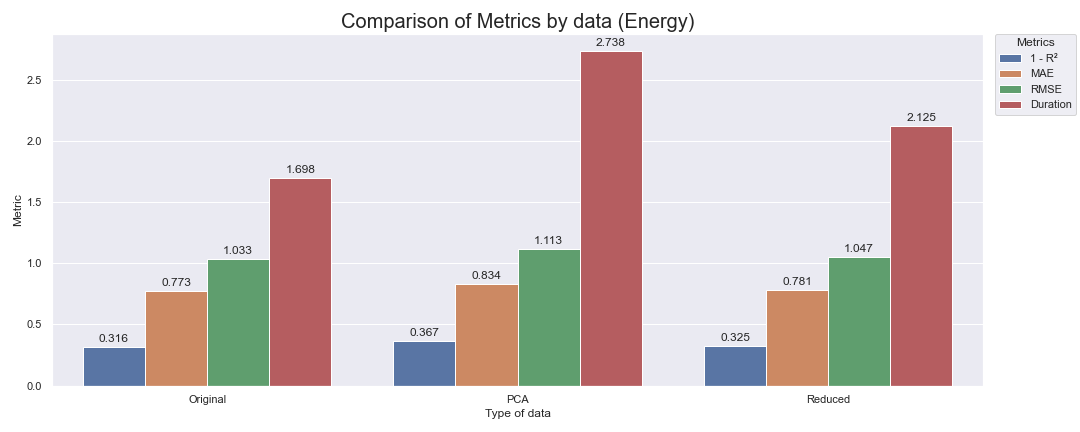 Comparison of Metrics by data (Energy)
Metrics
1 - R²
MAE
RMSE
Duration
Metric
2.5
2.0
1.5
1.0
0.5
0.0
0.316
0.773
1.033
1.698
0.367
0.834
1.113
2.738
0.325
0.781
1.047
2.125
Original
PCA
Reduced
Type of data